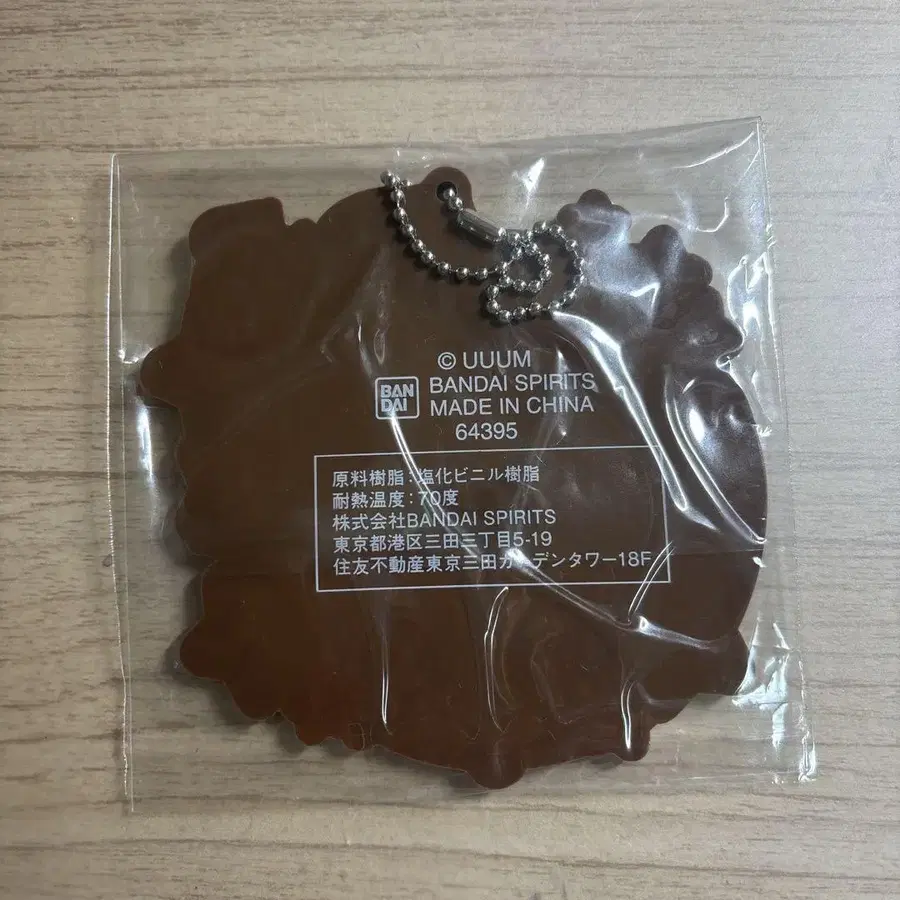 © UUUM
BAN
DAI
BANDAI SPIRITS
MADE IN CHINA
64395
原料樹脂：塩化ビニル樹脂
耐熱温度：70度
株式会社BANDAI SPIRITS
東京都港区三田三丁目5-19
住友不動産東京三田ガーデンタワー18F